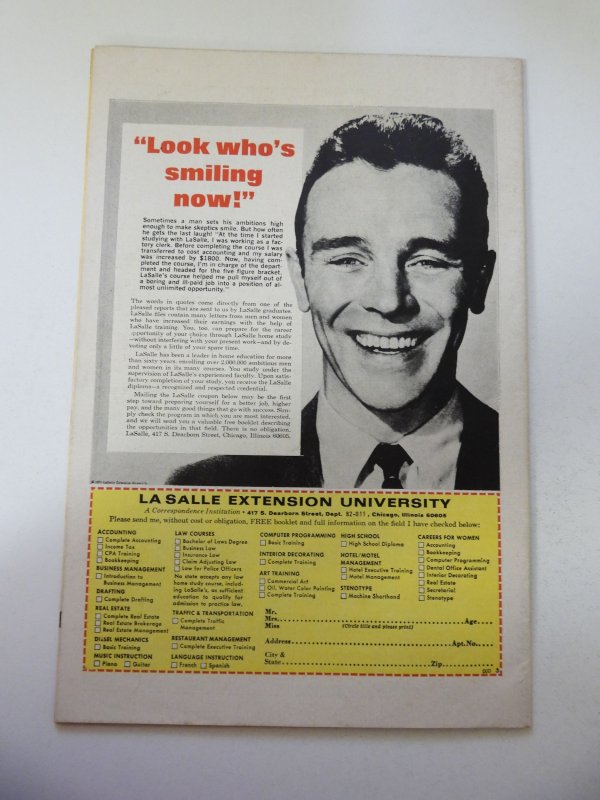 “Look who’s
smiling
now!”
Sometimes a man sets his ambitions high
enough to make skeptics smile. But how often
he gets the last laugh! “At the time I started
studying with LaSalle, I was working as a fac-
tory clerk. Before completing the course I was
transferred to cost accounting and my salary
was increased by $1800. Now, having com-
pleted the course, I’m in charge of the depart-
ment and headed for the five figure bracket.
LaSalle’s course helped me pull myself out of
a boring and ill-paid job into a position of al-
most unlimited opportunity.”
The words in quotes come directly from one of the
pleased reports that are sent to us by LaSalle graduates.
LaSalle files contain many letters from men and women
who have increased their earnings with the help of
LaSalle training. You, too, can prepare for the career
opportunity of your choice through LaSalle home study
—without interfering with your present work—and by de-
voting only a little of your spare time.
LaSalle has been a leader in home education for more
than sixty years, enrolling over 2,000,000 ambitious men
and women in its many courses. You study under the
supervision of LaSalle’s experienced faculty. Upon satis-
factory completion of your study, you receive the LaSalle
diploma—a recognized and respected credential.
Mailing the LaSalle coupon below may be the first
step toward preparing yourself for a better job, higher
pay, and the many good things that go with success. Sim-
ply check the program in which you are most interested,
and we will send you a valuable free booklet describing
the opportunities in that field. There is no obligation.
LaSalle, 417 S. Dearborn Street, Chicago, Illinois 60605.
LA SALLE EXTENSION UNIVERSITY
A Correspondence Institution • 417 S. Dearborn Street, Dept. 82-011, Chicago, Illinois 60605
Please send me, without cost or obligation, FREE booklet and full information on the field I have checked below:
ACCOUNTING
Complete Accounting
Income Tax
CPA Training
Bookkeeping
BUSINESS MANAGEMENT
Introduction to
Business Management
DRAFTING
Complete Drafting
REAL ESTATE
Complete Real Estate
Real Estate Brokerage
Real Estate Management
DIESEL MECHANICS
Basic Training
MUSIC INSTRUCTION
Piano Guitar
LAW COURSES
Bachelor of Laws Degree
Business Law
Insurance Law
Claim Adjusting Law
Law for Police Officers
No state accepts any law
home study course, includ-
ing LaSalle’s, as sufficient
education to qualify for
admission to practice law.
TRAFFIC & TRANSPORTATION
Complete Traffic
Management
RESTAURANT MANAGEMENT
Complete Executive Training
LANGUAGE INSTRUCTION
French Spanish
COMPUTER PROGRAMMING
Basic Training
INTERIOR DECORATING
Complete Training
ART TRAINING
Commercial Art
Oil, Water Color Painting
Complete Training
HIGH SCHOOL
High School Diploma
HOTEL/MOTEL
MANAGEMENT
Hotel Executive Training
Motel Management
STENOTYPE
Machine Shorthand
CAREERS FOR WOMEN
Accounting
Bookkeeping
Computer Programming
Dental Office Assistant
Interior Decorating
Real Estate
Secretarial
Stenotype
Mr.
Mrs.
Miss
(Circle title and please print)
Age
Address
Apt. No.
City &
State
Zip
3